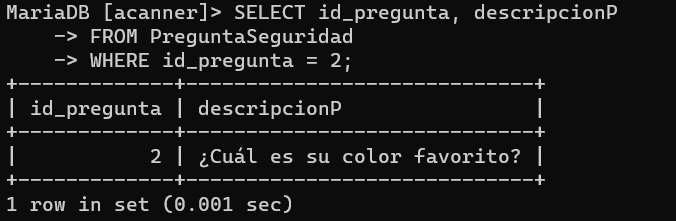 MariaDB [acanner]> SELECT id_pregunta, descripcionP
    -> FROM PreguntaSeguridad
    -> WHERE id_pregunta = 2;
+-------------+----------------------------+
| id_pregunta | descripcionP               |
+-------------+----------------------------+
|           2 | ¿Cuál es su color favorito? |
+-------------+----------------------------+
1 row in set (0.001 sec)